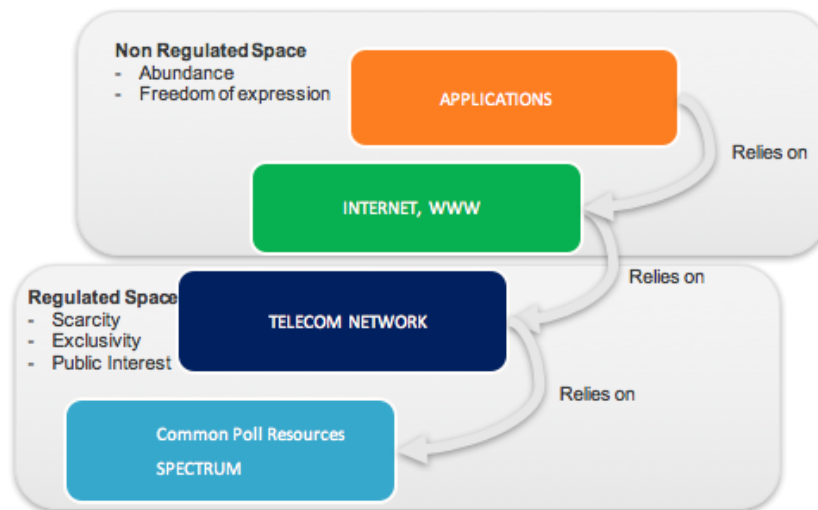 Non Regulated Space
- Abundance
- Freedom of expression
APPLICATIONS
Relies on
INTERNET, WWW
Relies on
Regulated Space
- Scarcity
- Exclusivity
- Public Interest
TELECOM NETWORK
Relies on
Common Poll Resources
SPECTRUM